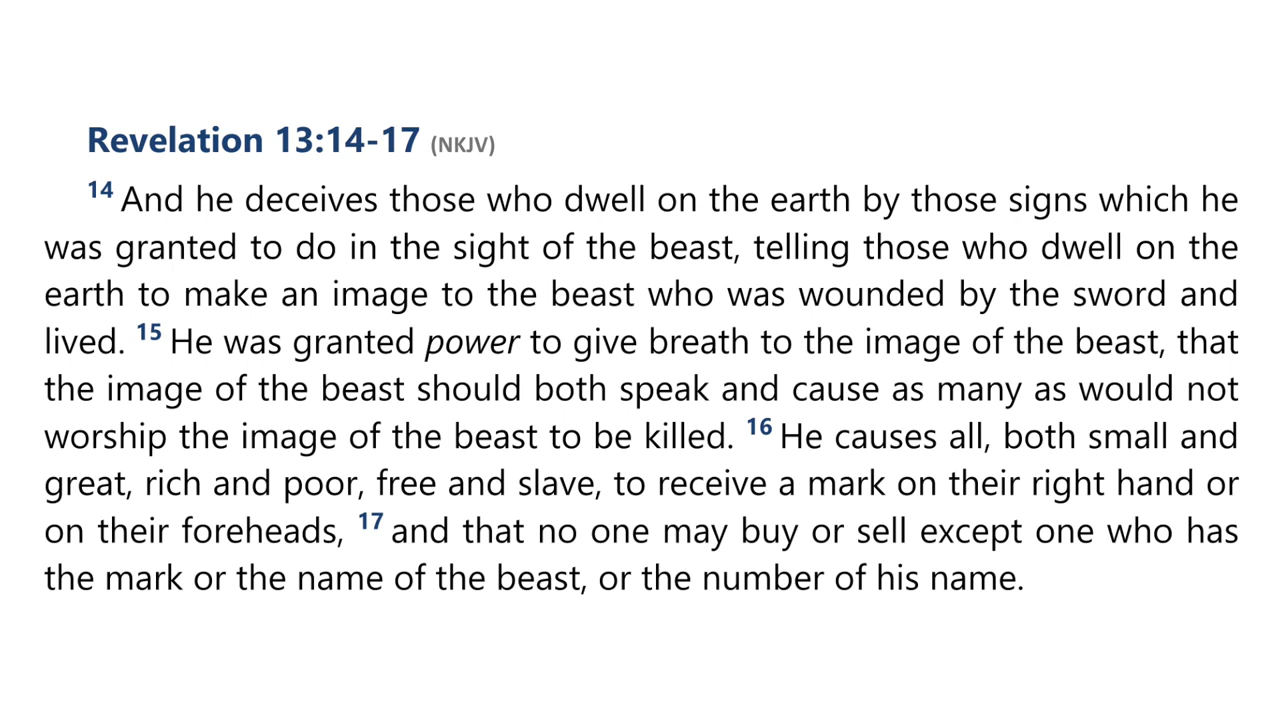 Revelation 13:14-17 (NKJV)
14 And he deceives those who dwell on the earth by those signs which he
was granted to do in the sight of the beast, telling those who dwell on the
earth to make an image to the beast who was wounded by the sword and
lived. 15 He was granted power to give breath to the image of the beast, that
the image of the beast should both speak and cause as many as would not
worship the image of the beast to be killed. 16 He causes all, both small and
great, rich and poor, free and slave, to receive a mark on their right hand or
on their foreheads, 17 and that no one may buy or sell except one who has
the mark or the name of the beast, or the number of his name.